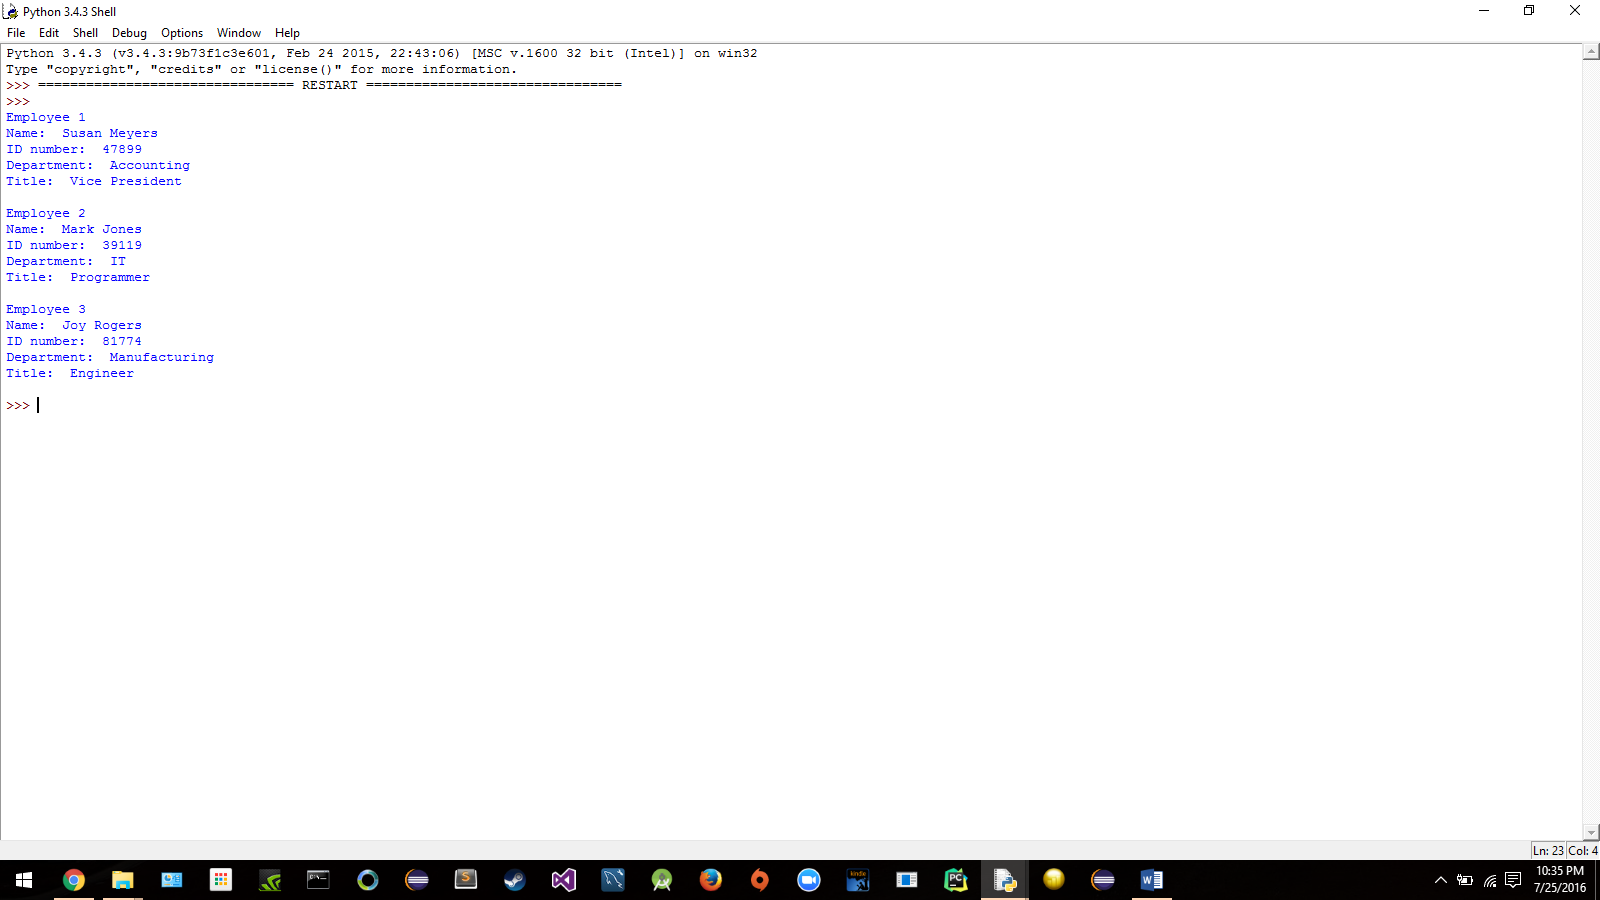 Python 3.4.3 Shell
File Edit Shell Debug Options Window Help
Python 3.4.3 (v3.4.3:9b73f1c3e601, Feb 24 2015, 22:43:06) [MSC v.1600 32 bit (Intel)] on win32
Type "copyright", "credits" or "license()" for more information.
>>> ================================ RESTART ================================
>>>
Employee 1
Name:  Susan Meyers
ID number:  47899
Department:  Accounting
Title:  Vice President

Employee 2
Name:  Mark Jones
ID number:  39119
Department:  IT
Title:  Programmer

Employee 3
Name:  Joy Rogers
ID number:  81774
Department:  Manufacturing
Title:  Engineer

>>>
Ln: 23 Col: 4
10:35 PM
7/25/2016